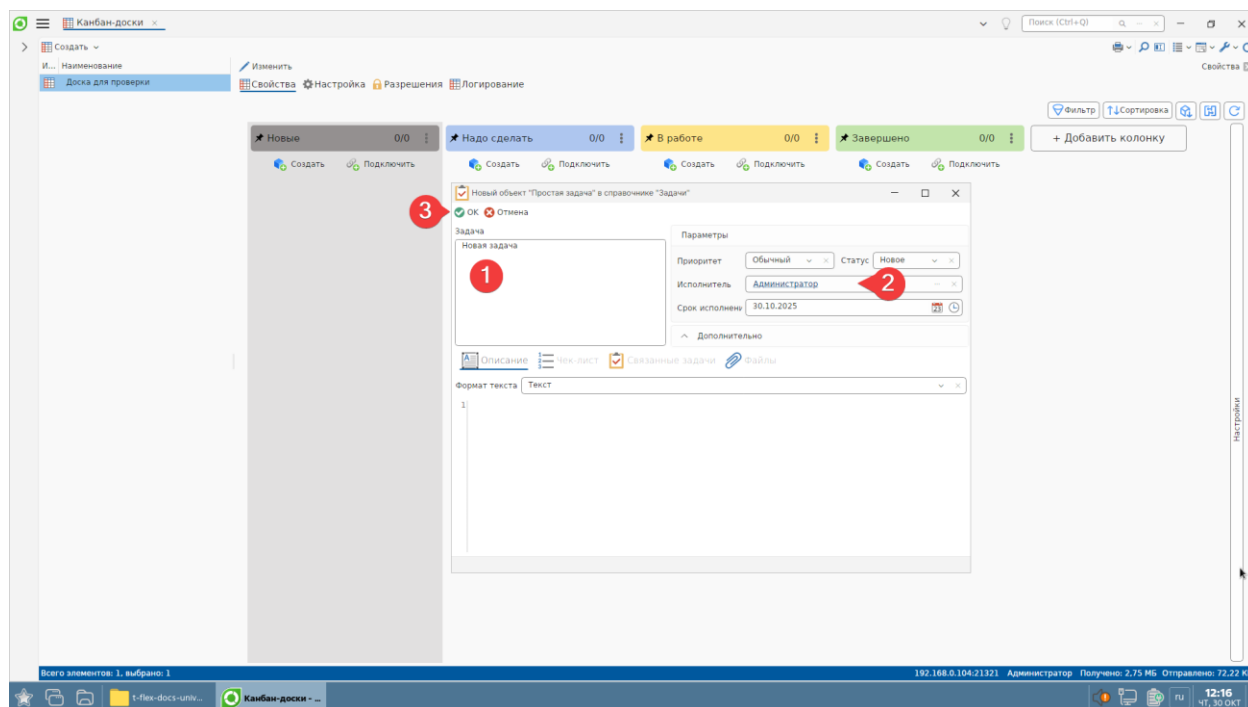 Канбан-доски ×
Поиск (Ctrl+Q)
Создать
И... Наименование
Изменить
Свойства
Доска для проверки
Свойства Настройка Разрешения Логирование
Фильтр Сортировка
Новые 0/0
Надо сделать 0/0
В работе 0/0
Завершено 0/0
+ Добавить колонку
Создать Подключить
Создать Подключить
Создать Подключить
Создать Подключить
Новый объект "Простая задача" в справочнике "Задачи"
3
ОК Отмена
Задача
Новая задача
1
Параметры
Приоритет Обычный Статус Новое
Исполнитель Администратор
2
Срок исполнени 30.10.2025 23
Дополнительно
Описание Чек-лист Связанные задачи Файлы
Формат текста Текст
1
Настройки
Всего элементов: 1, выбрано: 1
192.168.0.104:21321 Администратор Получено: 2,75 МБ Отправлено: 72,22 К
t-flex-docs-univ...
Канбан-доски - ...
ru
12:16
ЧТ, 30 ОКТ